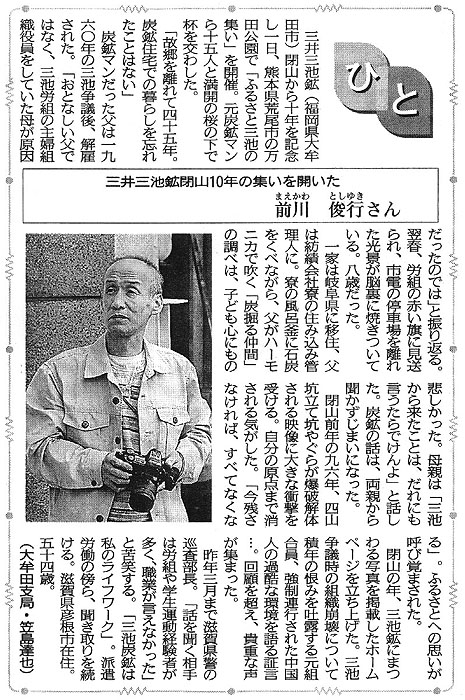 ひと
三井三池鉱(福岡県大牟
田市)閉山から十年を記念
し一日、熊本県荒尾市の万
田公園で「ふるさと三池の
集い」を開催。元炭鉱マン
ら十五人と満開の桜の下で
杯を交わした。
「故郷を離れて四十五年。
炭鉱住宅での暮らしを忘れ
たことはない」
炭鉱マンだった父は一九
六〇年の三池争議後、解雇
された。「おとなしい父で
はなく、三池労組の主婦組
織役員をしていた母が原因
三井三池鉱閉山10年の集いを開いた
まえかわ としゆき
前川 俊行さん
だったのでは」と振り返る。
翌春、労組の赤い旗に見送
られ、市電の停車場を離れ
た光景が脳裏に焼きついて
いる。八歳だった。
一家は岐阜県に移住、父
は紡績会社寮の住み込み管
理人に。寮の風呂釜に石炭
をくべながら、父がハーモ
ニカで吹く「炭掘る仲間」
の調べは、子ども心にもの
悲しかった。母親は「三池
から来たことは、だれにも
言うたらでけんよ」と話し
た。炭鉱の話は、両親から
聞かずじまいになった。
閉山前年の九六年、四山
坑立て坑やぐらが爆破解体
される映像に大きな衝撃を
受ける。自分の原点まで消
される気がした。「今残さ
なければ、すべてなくな
る」。ふるさとへの思いが
呼び覚まされた。
閉山の年、三池鉱にまつ
わる写真を掲載したホーム
ページを立ち上げた。三池
争議時の組織崩壊について
積年の恨みを吐露する元組
合員、強制連行された中国
人の過酷な環境を語る証言
…。回顧を超え、貴重な声
が集まった。
昨年三月まで滋賀県警の
巡査部長。「話を聞く相手
は労組や学生運動経験者が
多く、職業が言えなかった」
と苦笑する。「三池炭鉱は
私のライフワーク」。派遣
労働の傍ら、聞き取りを続
ける。滋賀県彦根市在住。
五十四歳。
(大牟田支局・笠島達也)